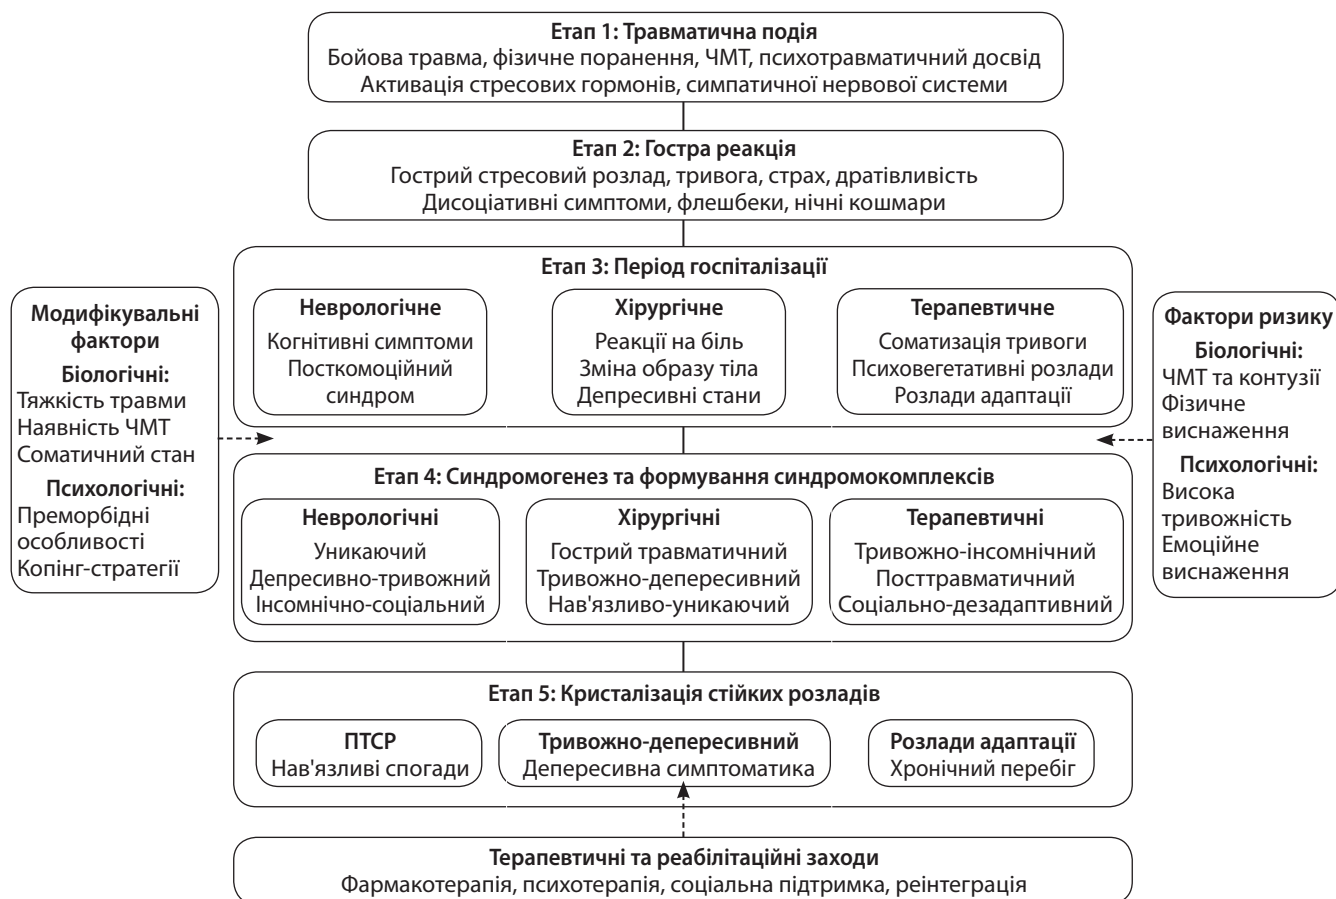 Етап 1: Травматична подія
Бойова травма, фізичне поранення, ЧМТ, психотравматичний досвід
Активація стресових гормонів, симпатичної нервової системи
Етап 2: Гостра реакція
Гострий стресовий розлад, тривога, страх, дратівливість
Дисоціативні симптоми, флешбеки, нічні кошмари
Етап 3: Період госпіталізації
Неврологічне
Когнітивні симптоми
Посткомоційний
синдром
Хірургічне
Реакції на біль
Зміна образу тіла
Депресивні стани
Терапевтичне
Соматизація тривоги
Психовегетативні розлади
Розлади адаптації
Модифікувальні
фактори
Біологічні:
Тяжкість травми
Наявність ЧМТ
Соматичний стан
Психологічні:
Преморбідні
особливості
Копінг-стратегії
Фактори ризику
Біологічні:
ЧМТ та контузії
Фізичне
виснаження
Психологічні:
Висока
тривожність
Емоційне
виснаження
Етап 4: Синдромогенез та формування синдромокомплексів
Неврологічні
Уникаючий
Депресивно-тривожний
Інсомнічно-соціальний
Хірургічні
Гострий травматичний
Тривожно-депересивний
Нав'язливо-уникаючий
Терапевтичні
Тривожно-інсомнічний
Посттравматичний
Соціально-дезадаптивний
Етап 5: Кристалізація стійких розладів
ПТСР
Нав'язливі спогади
Тривожно-депересивний
Депересивна симптоматика
Розлади адаптації
Хронічний перебіг
Терапевтичні та реабілітаційні заходи
Фармакотерапія, психотерапія, соціальна підтримка, реінтеграція